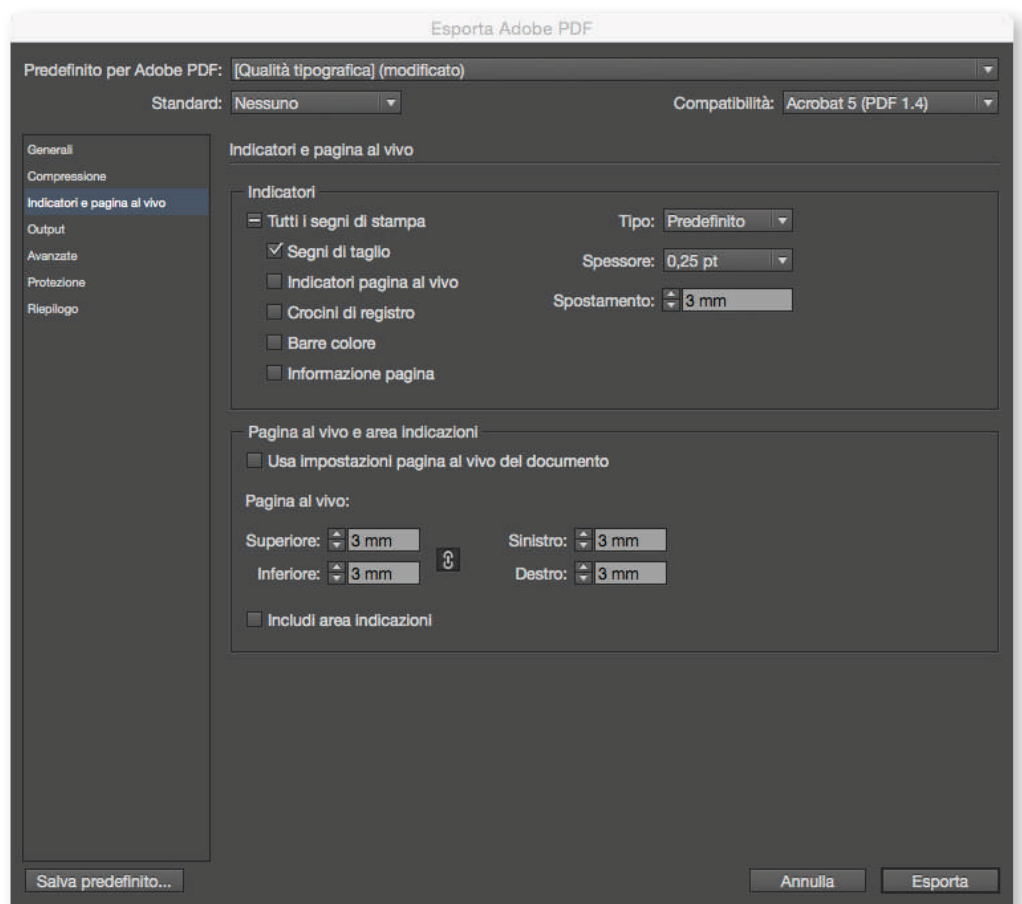 Esporta Adobe PDF
Predefinito per Adobe PDF: [Qualità tipografica] (modificato)
Standard: Nessuno Compatibilità: Acrobat 5 (PDF 1.4)
Generali
Compressione
Indicatori e pagina al vivo
Output
Avanzate
Protezione
Riepilogo
Indicatori e pagina al vivo
Indicatori
Tutti i segni di stampa Tipo: Predefinito
Segni di taglio Spessore: 0,25 pt
Indicatori pagina al vivo Spostamento: 3 mm
Crocini di registro
Barre colore
Informazione pagina
Pagina al vivo e area indicazioni
Usa impostazioni pagina al vivo del documento
Pagina al vivo:
Superiore: 3 mm Sinistro: 3 mm
Inferiore: 3 mm Destro: 3 mm
Includi area indicazioni
Salva predefinito... Annulla Esporta